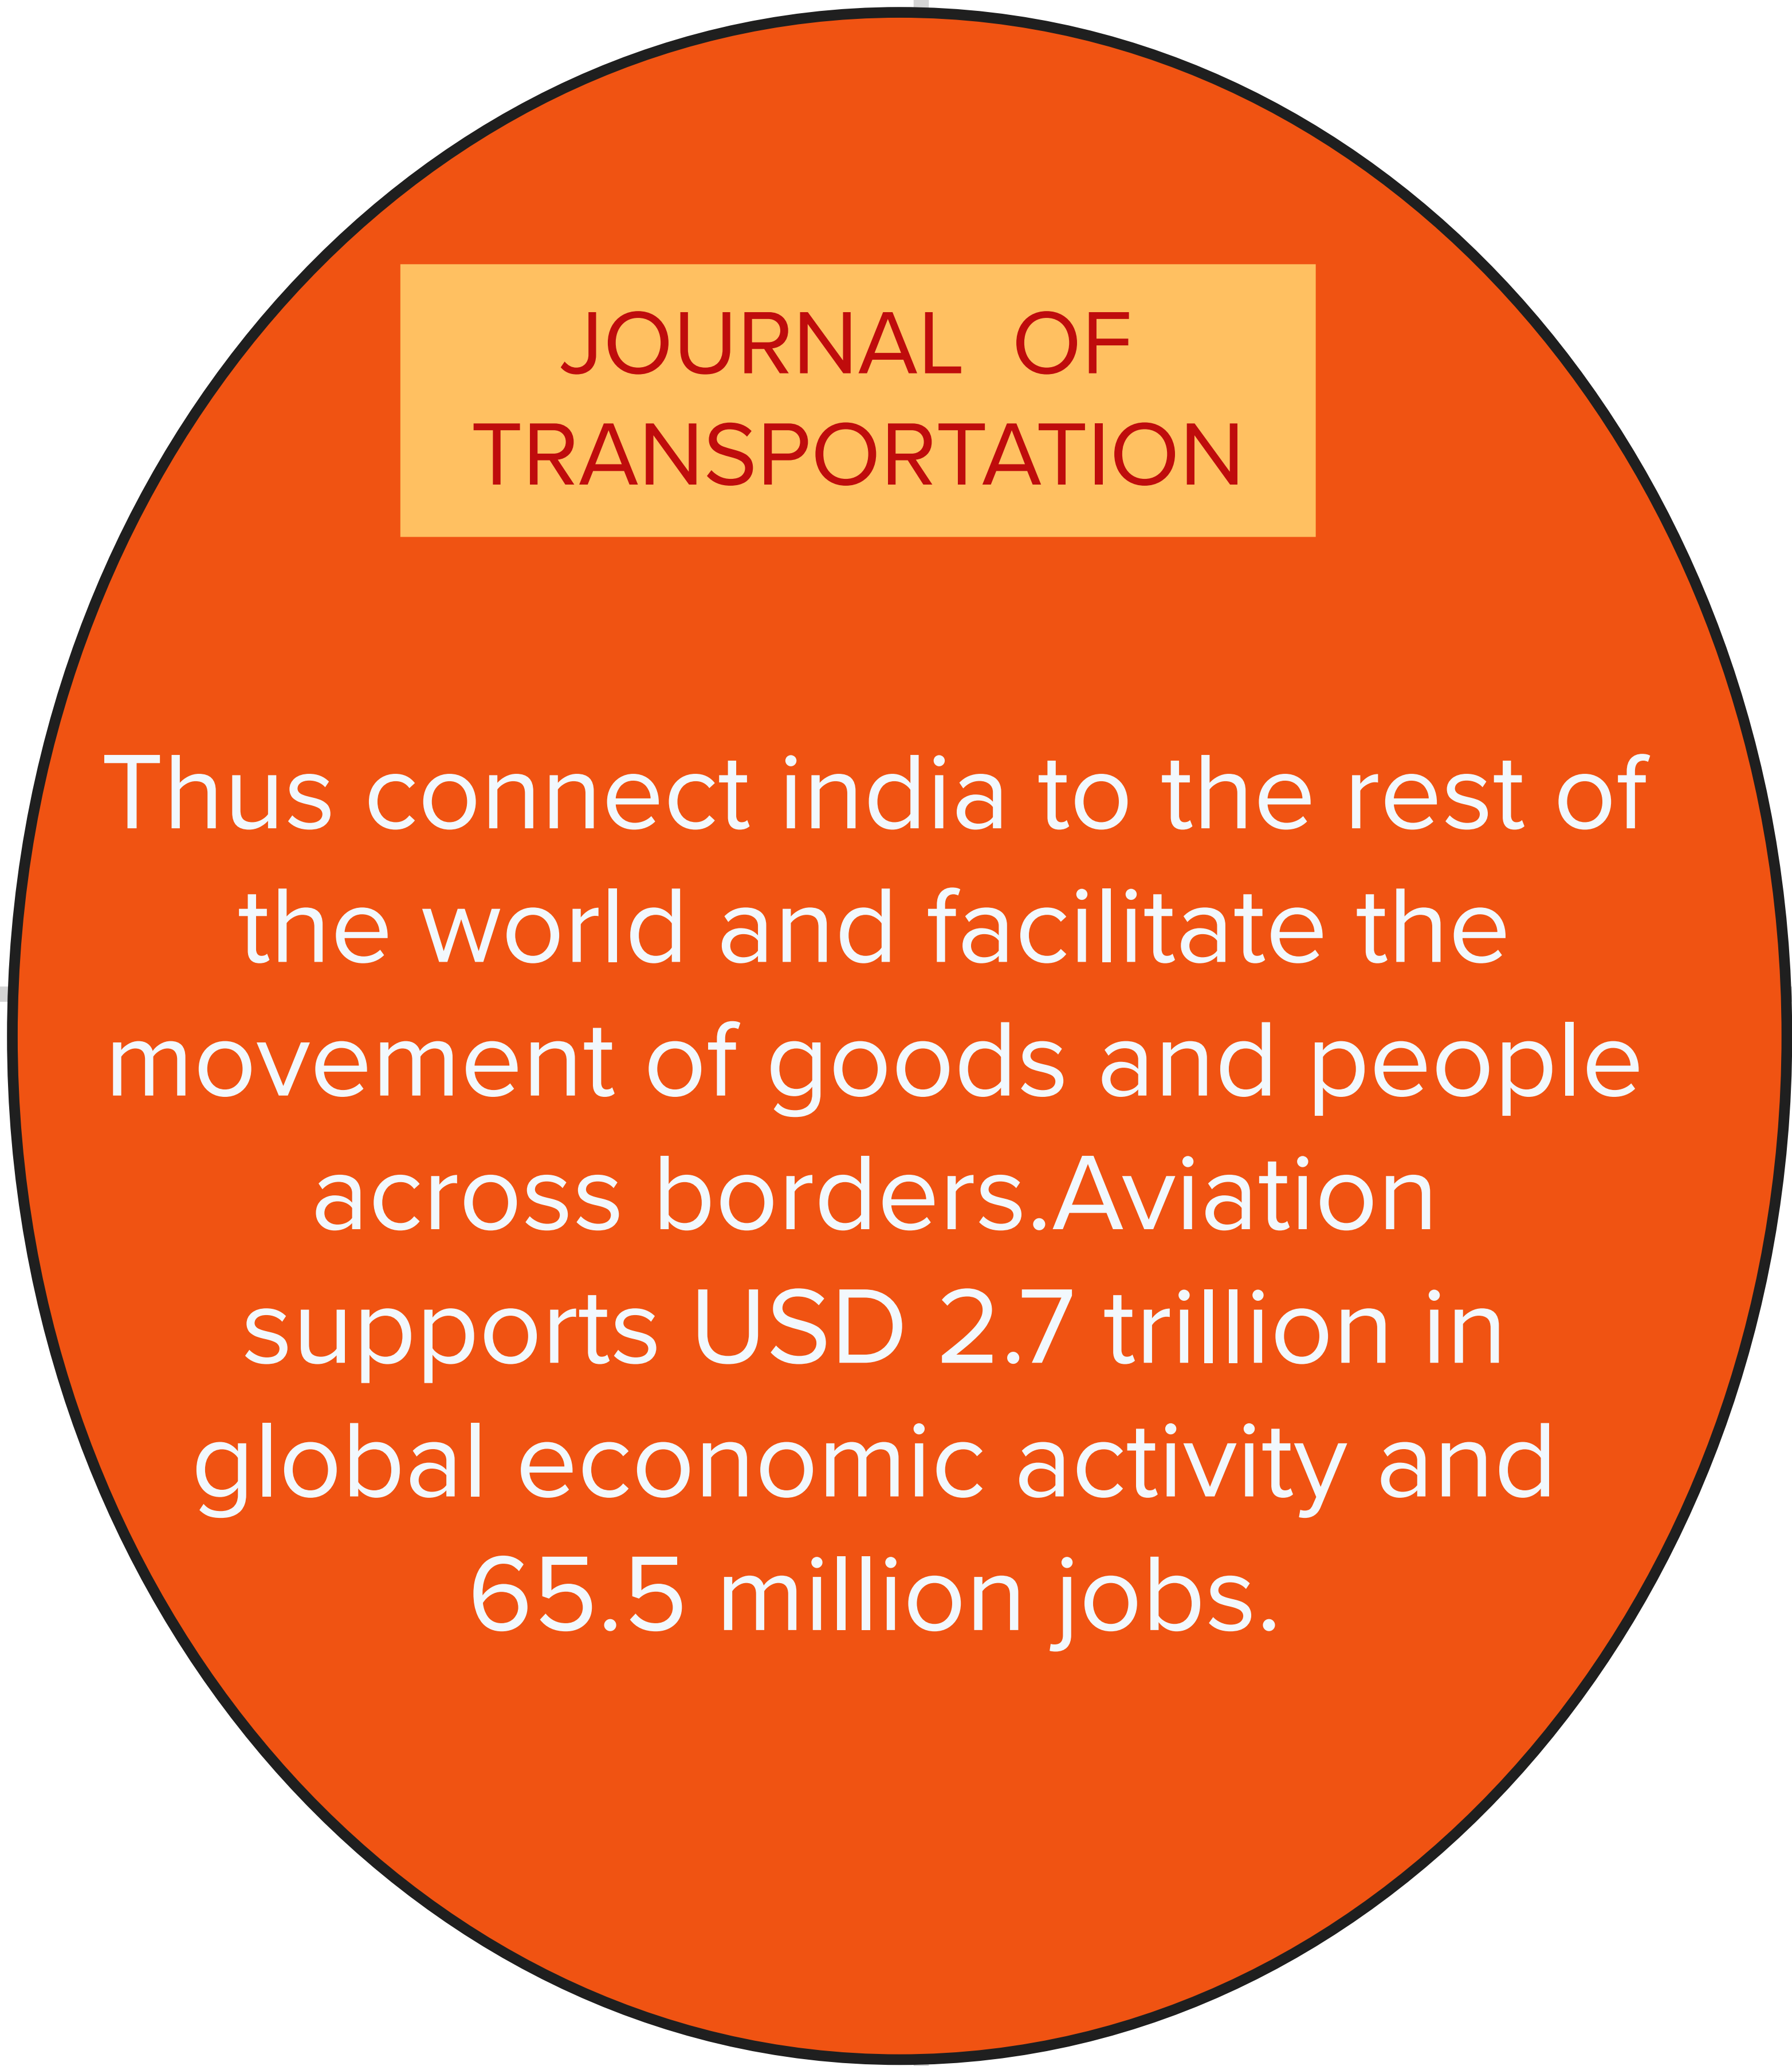 JOURNAL OF
TRANSPORTATION
Thus connect india to the rest of
the world and facilitate the
movement of goods and people
across borders.Aviation
supports USD 2.7 trillion in
global economic activity and
65.5 million jobs.